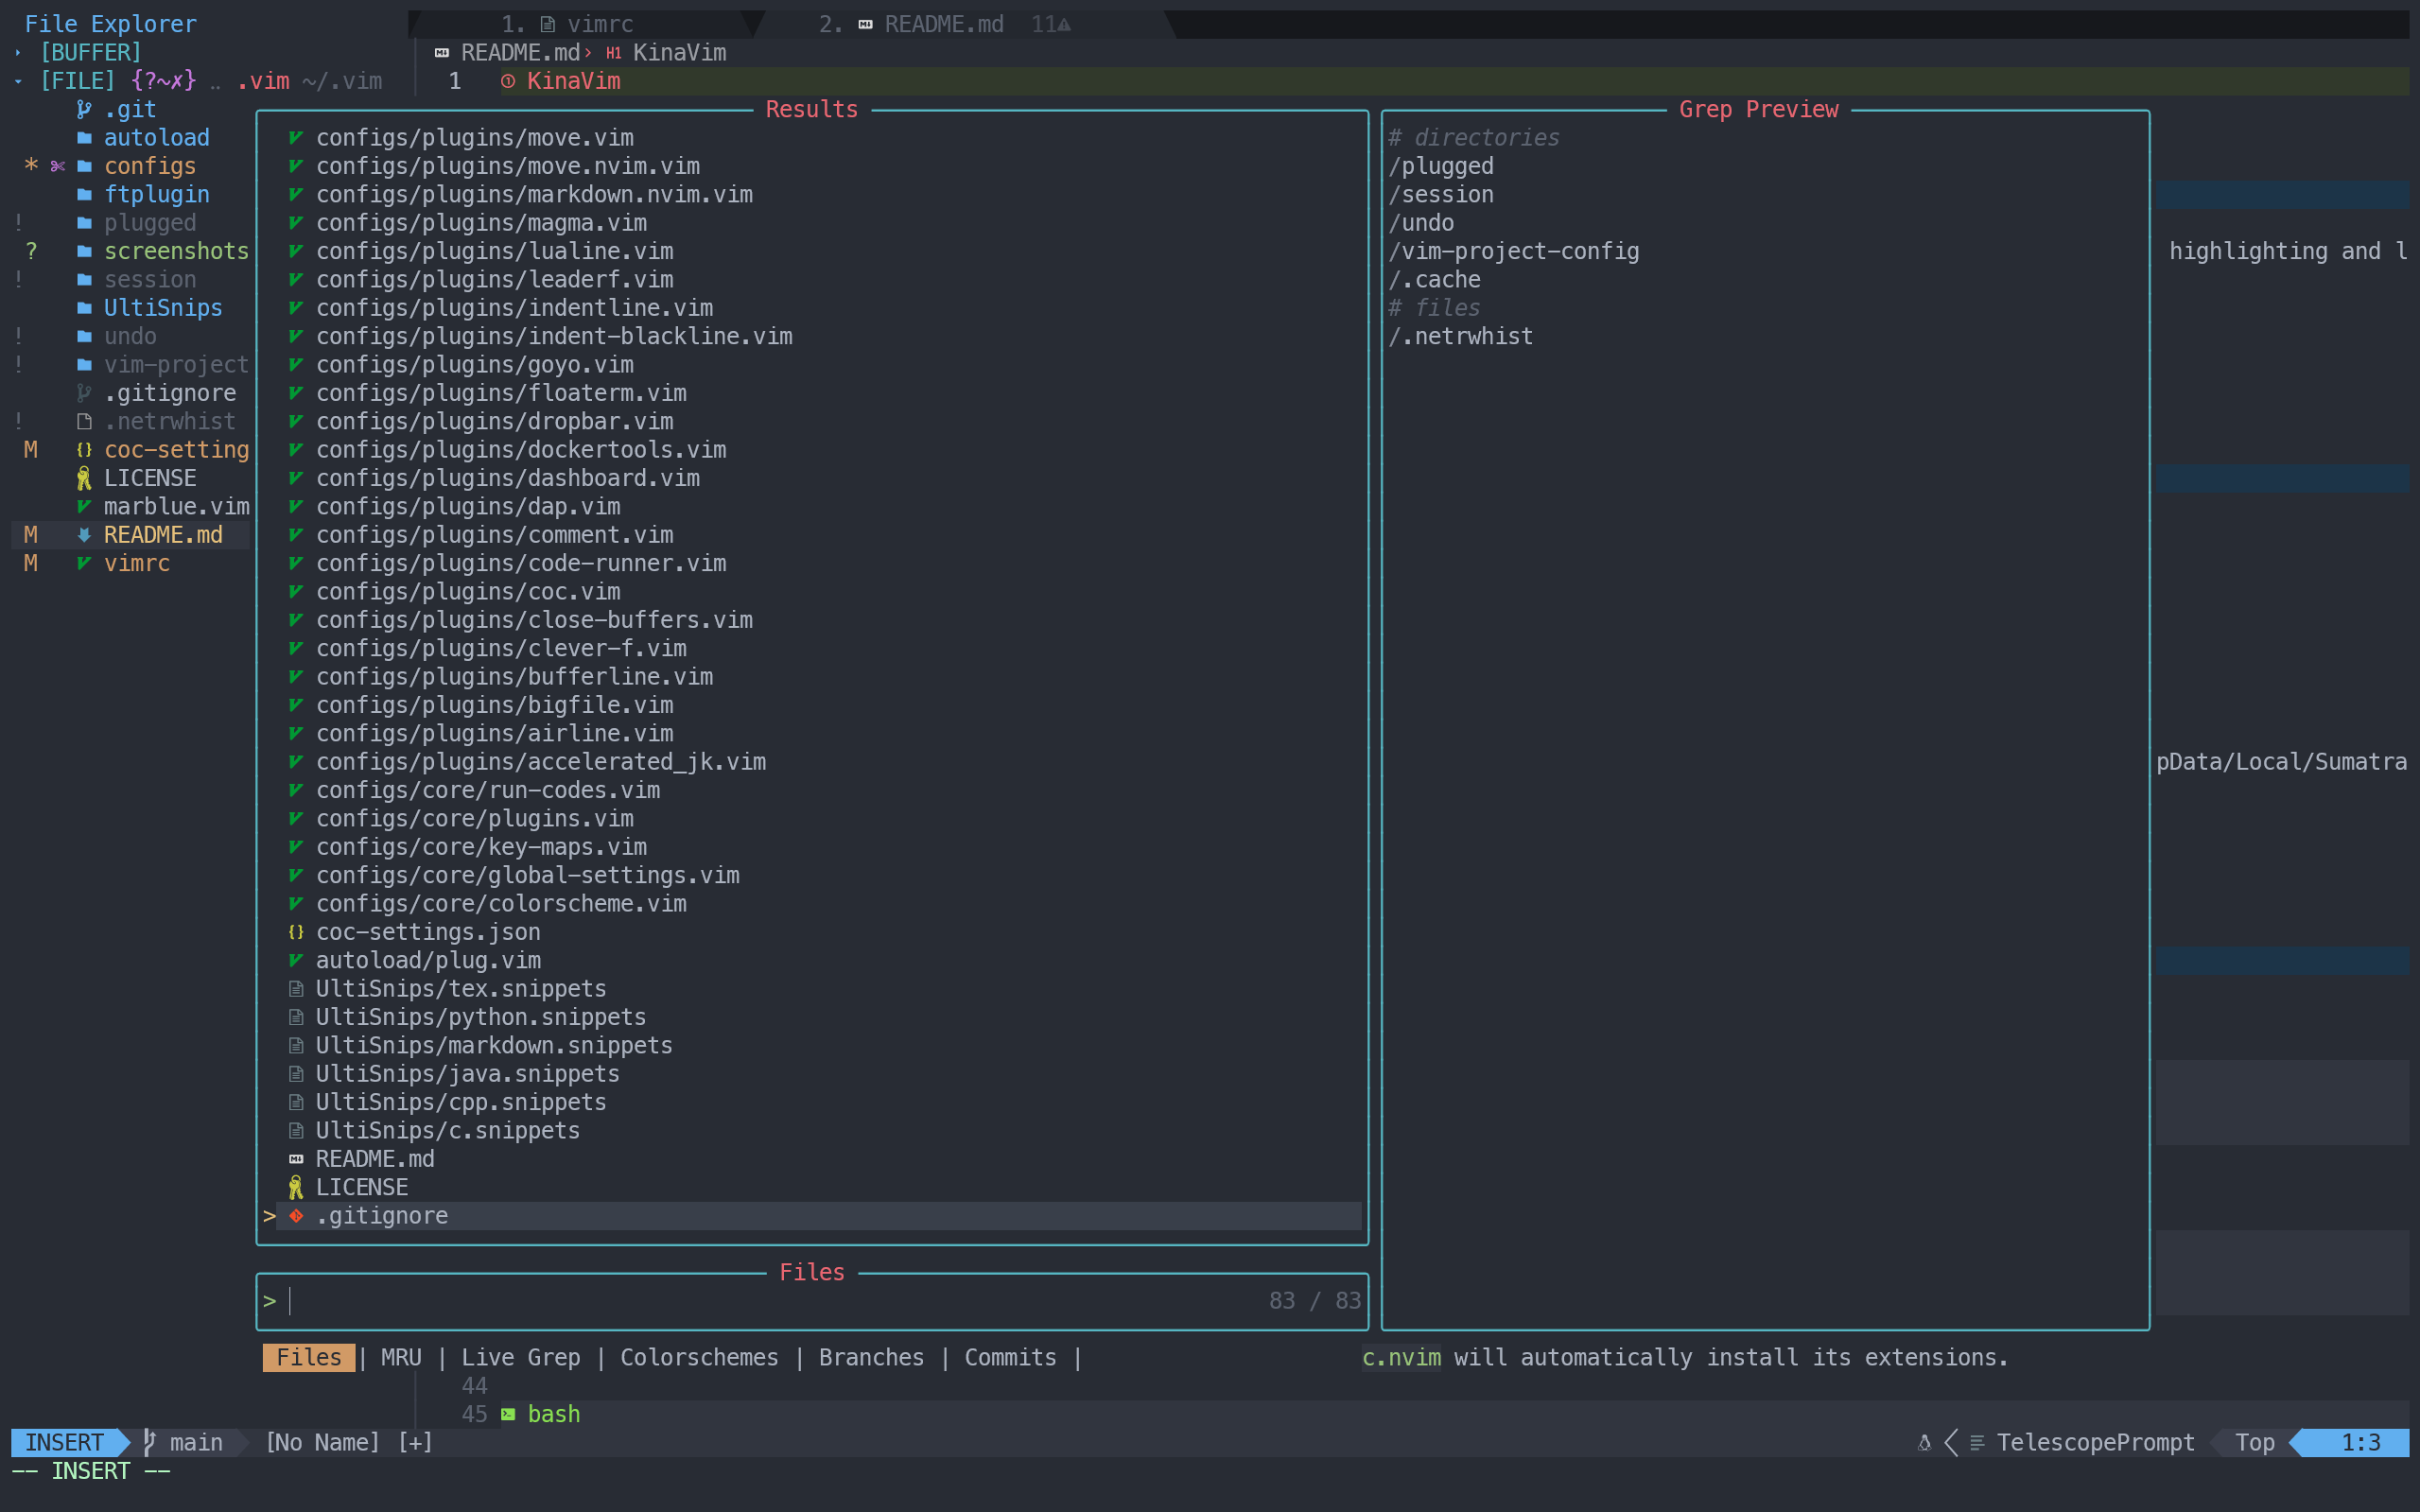 File Explorer
1. vimrc
2. README.md 11
[BUFFER]
README.md › H1 KinaVim
[FILE] {?~✗} .. .vim ~/.vim
1 ① KinaVim
.git
autoload
* configs
ftplugin
! plugged
? screenshots
! session
UltiSnips
! undo
! vim-project
.gitignore
! .netrwhist
M {} coc-setting
LICENSE
marblue.vim
M README.md
M vimrc
Results
configs/plugins/move.vim
configs/plugins/move.nvim.vim
configs/plugins/markdown.nvim.vim
configs/plugins/magma.vim
configs/plugins/lualine.vim
configs/plugins/leaderf.vim
configs/plugins/indentline.vim
configs/plugins/indent-blackline.vim
configs/plugins/goyo.vim
configs/plugins/floaterm.vim
configs/plugins/dropbar.vim
configs/plugins/dockertools.vim
configs/plugins/dashboard.vim
configs/plugins/dap.vim
configs/plugins/comment.vim
configs/plugins/code-runner.vim
configs/plugins/coc.vim
configs/plugins/close-buffers.vim
configs/plugins/clever-f.vim
configs/plugins/bufferline.vim
configs/plugins/bigfile.vim
configs/plugins/airline.vim
configs/plugins/accelerated_jk.vim
configs/core/run-codes.vim
configs/core/plugins.vim
configs/core/key-maps.vim
configs/core/global-settings.vim
configs/core/colorscheme.vim
{} coc-settings.json
autoload/plug.vim
UltiSnips/tex.snippets
UltiSnips/python.snippets
UltiSnips/markdown.snippets
UltiSnips/java.snippets
UltiSnips/cpp.snippets
UltiSnips/c.snippets
README.md
LICENSE
> .gitignore
Grep Preview
# directories
/plugged
/session
/undo
/vim-project-config
/.cache
# files
/.netrwhist
highlighting and l
pData/Local/Sumatra
Files
> 83 / 83
Files | MRU | Live Grep | Colorschemes | Branches | Commits |
c.nvim will automatically install its extensions.
44
45 bash
INSERT main [No Name] [+]
TelescopePrompt Top 1:3
-- INSERT --